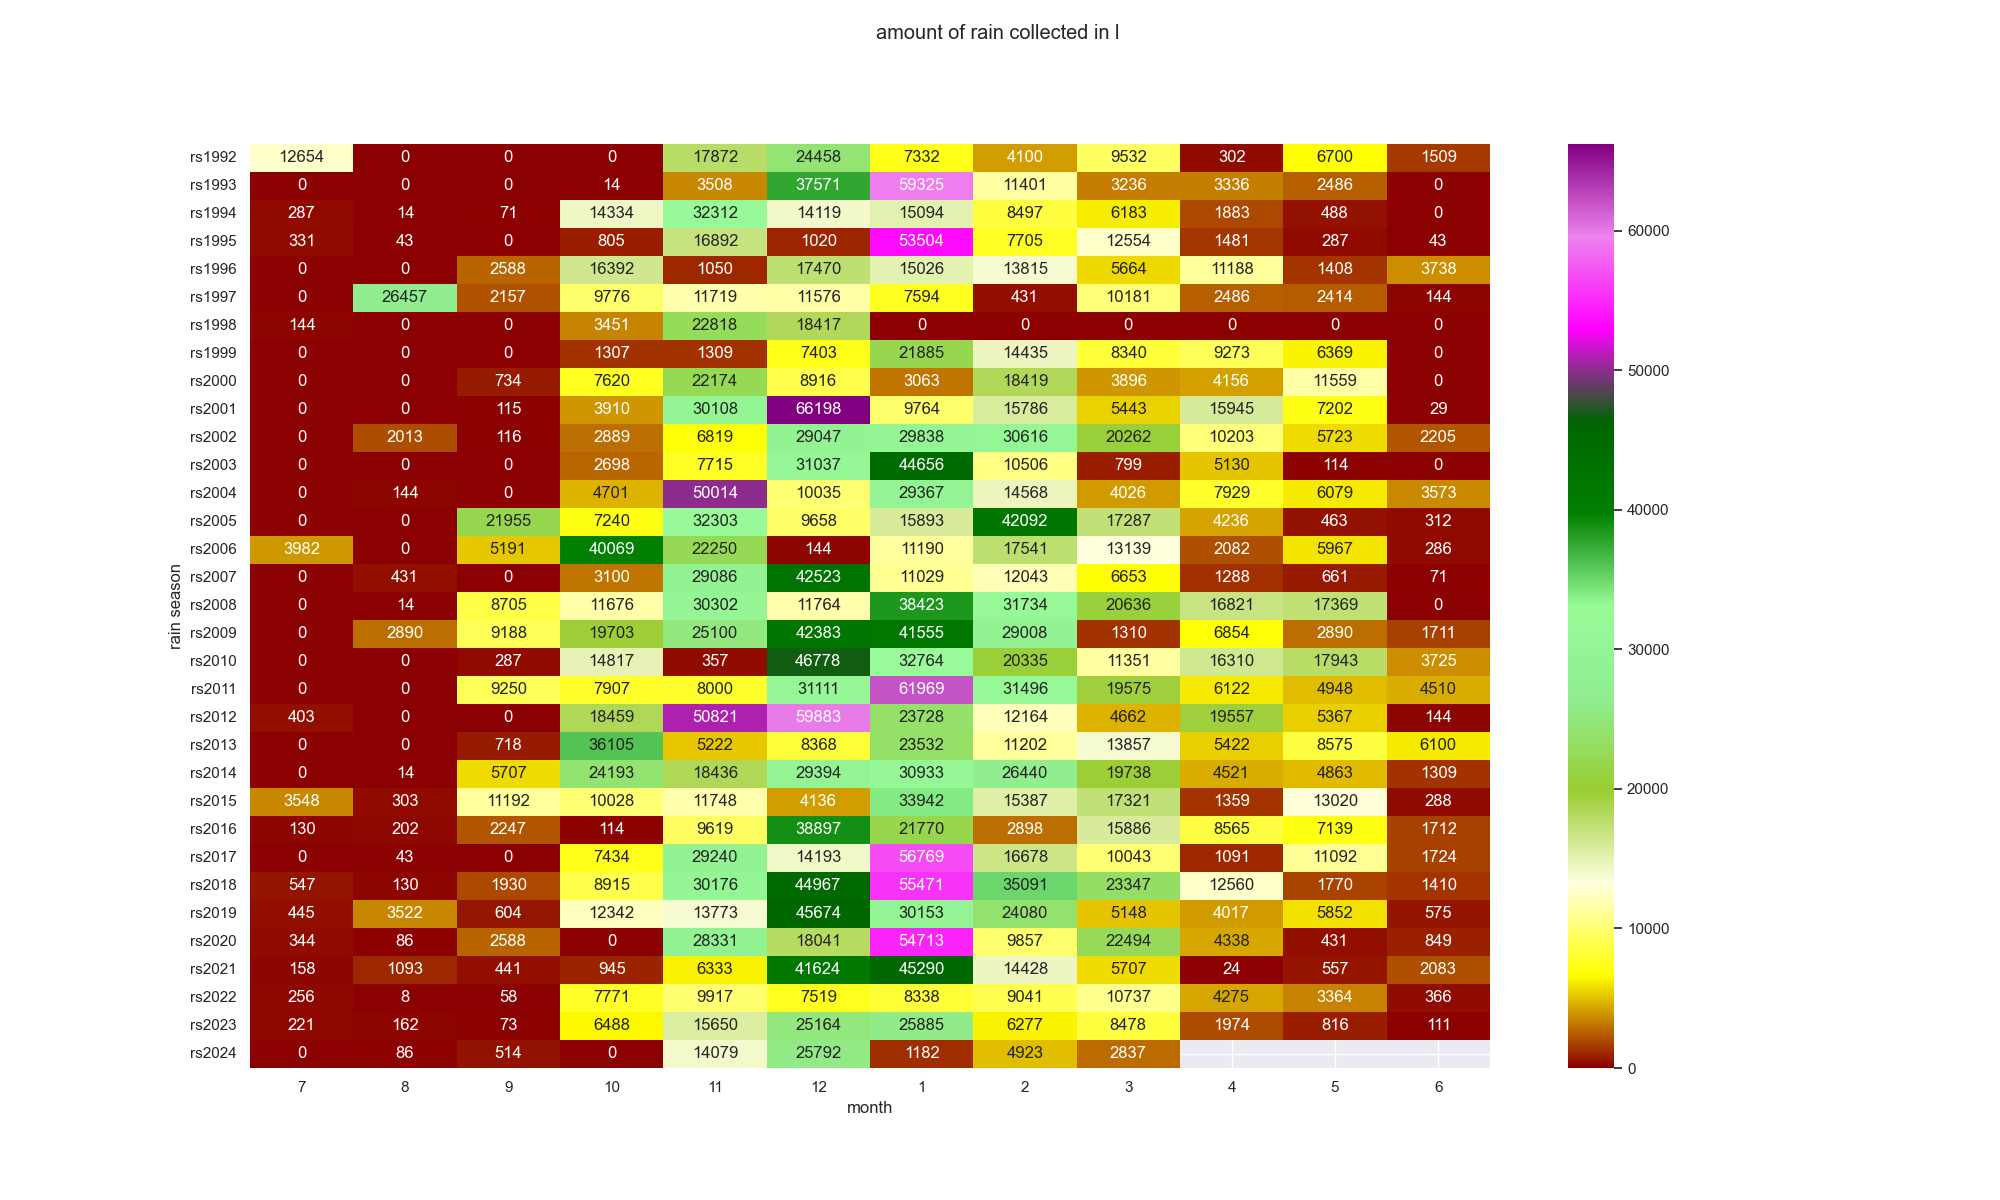 amount of rain collected in l
rs1992 12654 0 0 0 17872 24458 7332 4100 9532 302 6700 1509
rs1993 0 0 0 14 3508 37571 59325 11401 3236 3336 2486 0
rs1994 287 14 71 14334 32312 14119 15094 8497 6183 1883 488 0
rs1995 331 43 0 805 16892 1020 53504 7705 12554 1481 287 43
rs1996 0 0 2588 16392 1050 17470 15026 13815 5664 11188 1408 3738
rs1997 0 26457 2157 9776 11719 11576 7594 431 10181 2486 2414 144
rs1998 144 0 0 3451 22818 18417 0 0 0 0 0 0
rs1999 0 0 0 1307 1309 7403 21885 14435 8340 9273 6369 0
rs2000 0 0 734 7620 22174 8916 3063 18419 3896 4156 11559 0
rs2001 0 0 115 3910 30108 66198 9764 15786 5443 15945 7202 29
rs2002 0 2013 116 2889 6819 29047 29838 30616 20262 10203 5723 2205
rs2003 0 0 0 2698 7715 31037 44656 10506 799 5130 114 0
rs2004 0 144 0 4701 50014 10035 29367 14568 4026 7929 6079 3573
rs2005 0 0 21955 7240 32303 9658 15893 42092 17287 4236 463 312
rs2006 3982 0 5191 40069 22250 144 11190 17541 13139 2082 5967 286
rs2007 0 431 0 3100 29086 42523 11029 12043 6653 1288 661 71
rs2008 0 14 8705 11676 30302 11764 38423 31734 20636 16821 17369 0
rs2009 0 2890 9188 19703 25100 42383 41555 29008 1310 6854 2890 1711
rs2010 0 0 287 14817 357 46778 32764 20335 11351 16310 17943 3725
rs2011 0 0 9250 7907 8000 31111 61969 31496 19575 6122 4948 4510
rs2012 403 0 0 18459 50821 59883 23728 12164 4662 19557 5367 144
rs2013 0 0 718 36105 5222 8368 23532 11202 13857 5422 8575 6100
rs2014 0 14 5707 24193 18436 29394 30933 26440 19738 4521 4863 1309
rs2015 3548 303 11192 10028 11748 4136 33942 15387 17321 1359 13020 288
rs2016 130 202 2247 114 9619 38897 21770 2898 15886 8565 7139 1712
rs2017 0 43 0 7434 29240 14193 56769 16678 10043 1091 11092 1724
rs2018 547 130 1930 8915 30176 44967 55471 35091 23347 12560 1770 1410
rs2019 445 3522 604 12342 13773 45674 30153 24080 5148 4017 5852 575
rs2020 344 86 2588 0 28331 18041 54713 9857 22494 4338 431 849
rs2021 158 1093 441 945 6333 41624 45290 14428 5707 24 557 2083
rs2022 256 8 58 7771 9917 7519 8338 9041 10737 4275 3364 366
rs2023 221 162 73 6488 15650 25164 25885 6277 8478 1974 816 111
rs2024 0 86 514 0 14079 25792 1182 4923 2837
7 8 9 10 11 12 1 2 3 4 5 6
month
rain season
60000
50000
40000
30000
20000
10000
0